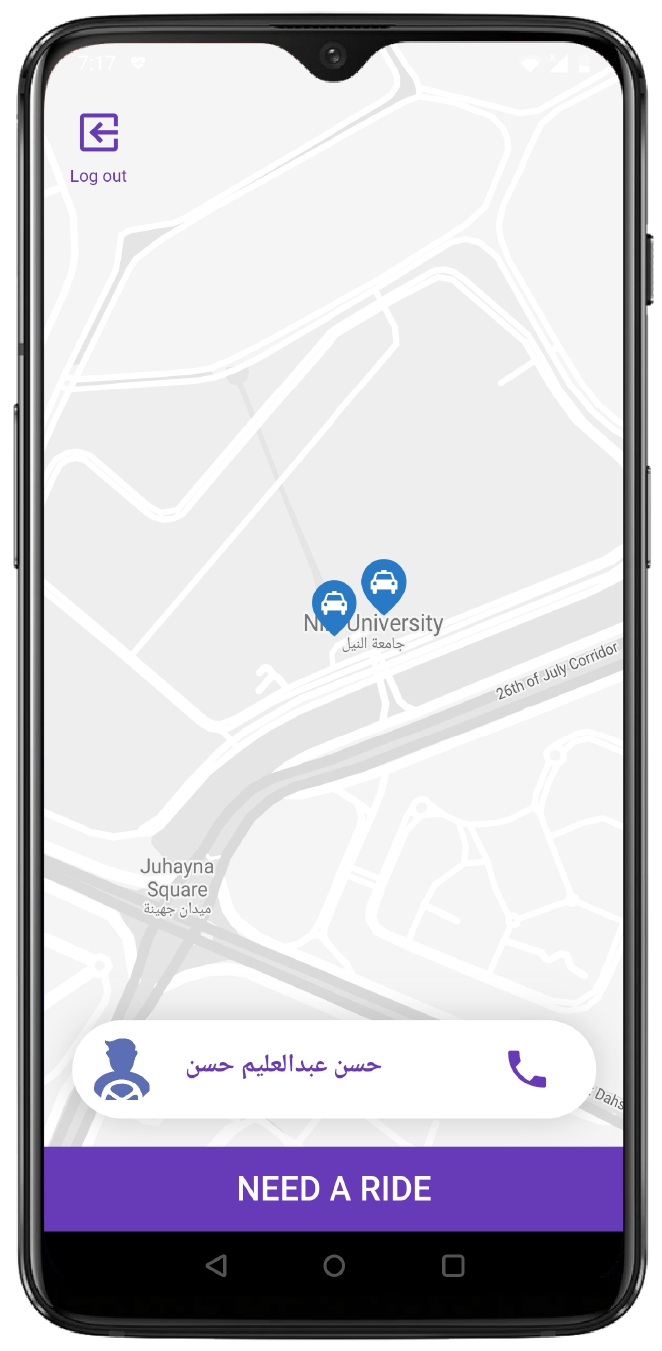 7:17
Log out
University
جامعة النيل
26th of July Corridor
Juhayna
Square
ميدان جهينة
حسن عبدالعليم حسن
Dahs
NEED A RIDE